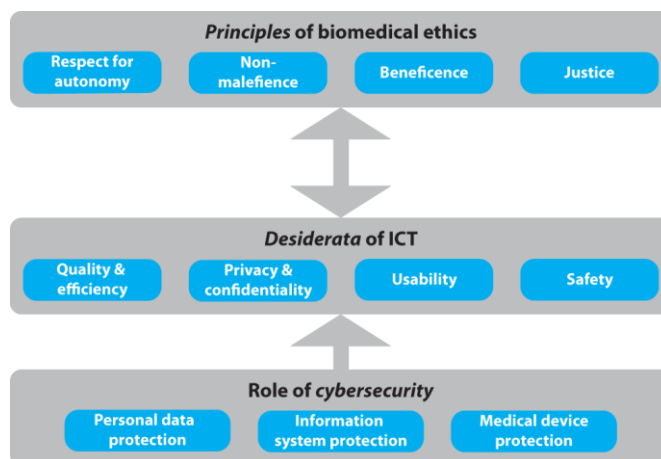 Principles of biomedical ethics
Respect for
autonomy
Non-
malefience
Beneficence
Justice
Desiderata of ICT
Quality &
efficiency
Privacy &
confidentiality
Usability
Safety
Role of cybersecurity
Personal data
protection
Information
system protection
Medical device
protection